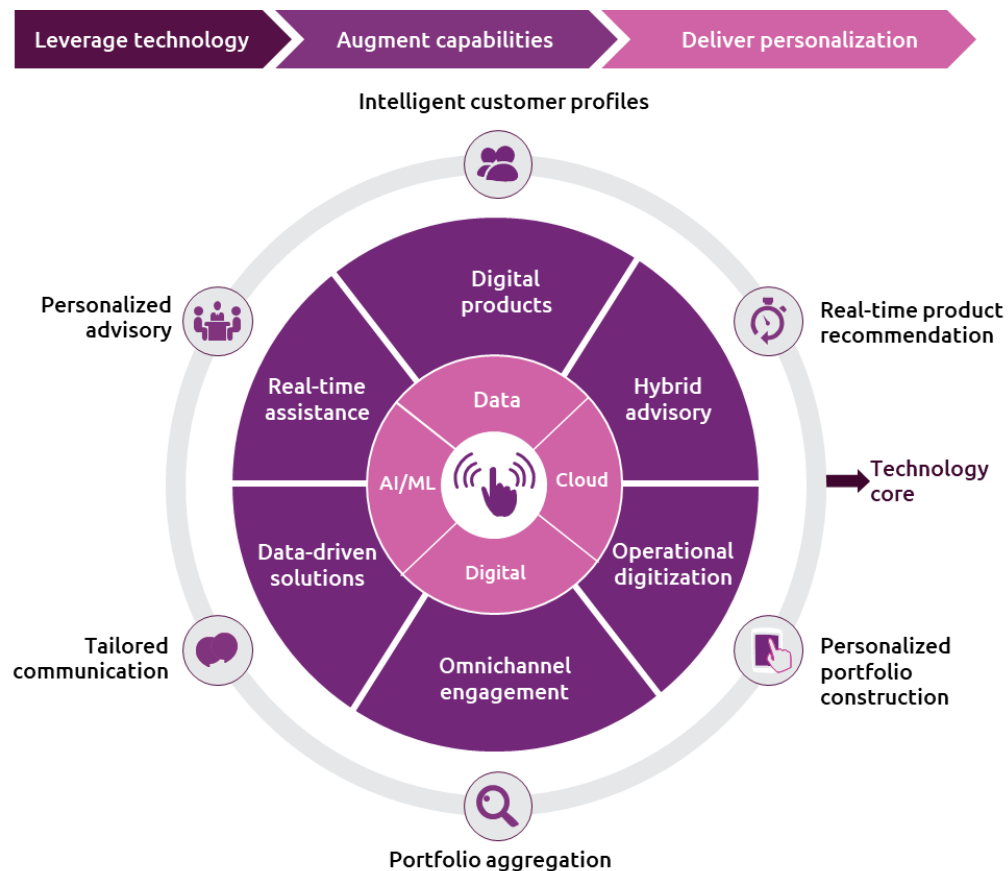 Leverage technology
Augment capabilities
Deliver personalization
Intelligent customer profiles
Personalized
advisory
Real-time product
recommendation
Digital
products
Real-time
assistance
Hybrid
advisory
Data
AI/ML
Cloud
Digital
Technology
core
Data-driven
solutions
Operational
digitization
Omnichannel
engagement
Tailored
communication
Personalized
portfolio
construction
Portfolio aggregation